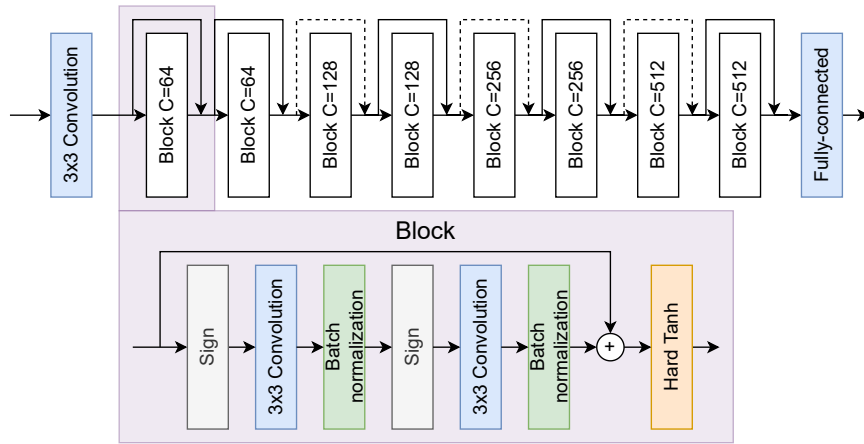 3x3 Convolution
Block C=64
Block C=64
Block C=128
Block C=128
Block C=256
Block C=256
Block C=512
Block C=512
Fully-connected
Block
Sign
3x3 Convolution
Batch
normalization
Sign
3x3 Convolution
Batch
normalization
+
Hard Tanh